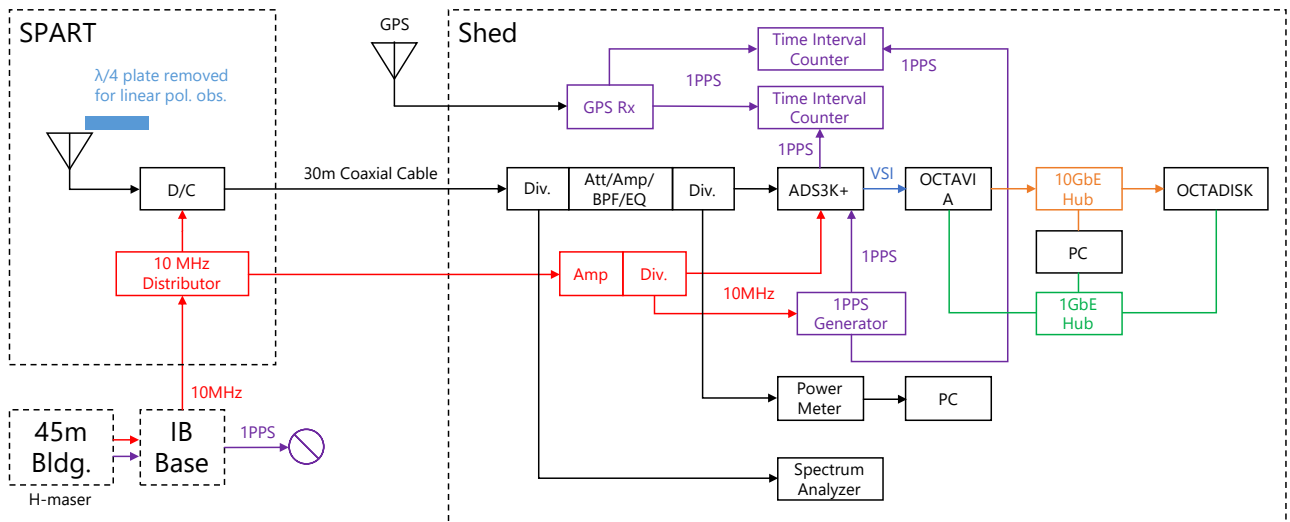 SPART
λ/4 plate removed
for linear pol. obs.
D/C
10 MHz
Distributor
10MHz
45m
Bldg.
H-maser
IB
Base
1PPS
GPS
30m Coaxial Cable
Shed
GPS Rx
1PPS
Time Interval
Counter
1PPS
Time Interval
Counter
1PPS
Div.
Att/Amp/
BPF/EQ
Div.
ADS3K+
VSI
OCTAVI
A
10GbE
Hub
OCTADISK
PC
1GbE
Hub
Amp
Div.
10MHz
1PPS
1PPS
Generator
Power
Meter
PC
Spectrum
Analyzer